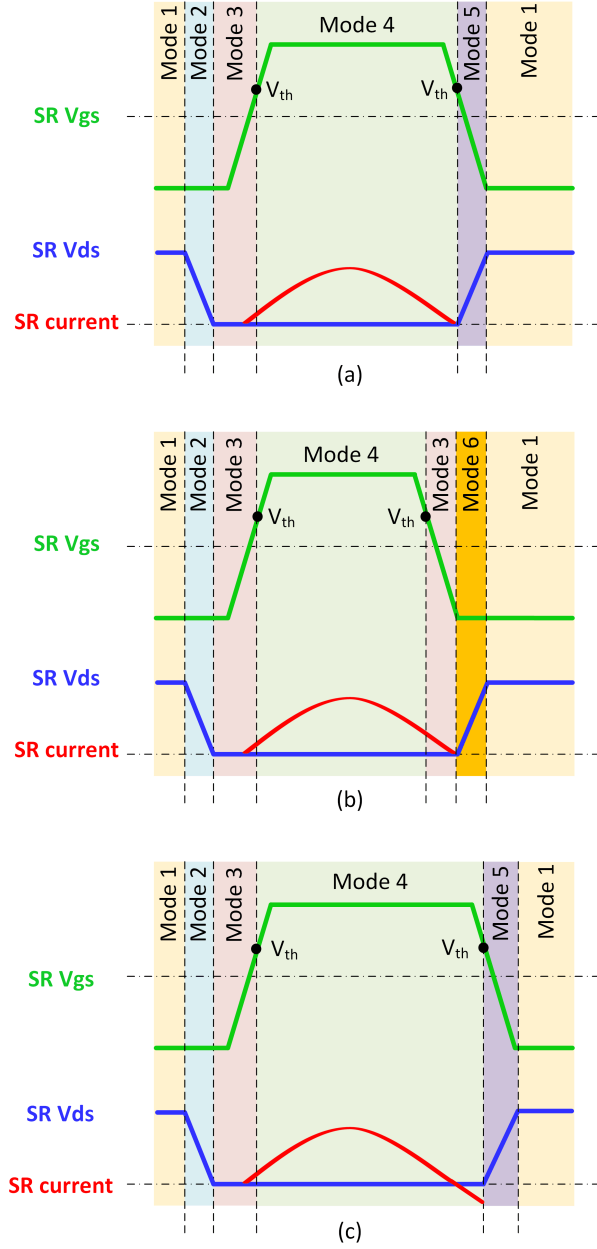 Mode 1
Mode 2
Mode 3
Mode 4
Mode 5
Mode 1
Vth
Vth
SR Vgs
SR Vds
SR current
(a)
Mode 1
Mode 2
Mode 3
Mode 4
Mode 3
Mode 6
Mode 1
Vth
Vth
SR Vgs
SR Vds
SR current
(b)
Mode 1
Mode 2
Mode 3
Mode 4
Mode 5
Mode 1
Vth
Vth
SR Vgs
SR Vds
SR current
(c)